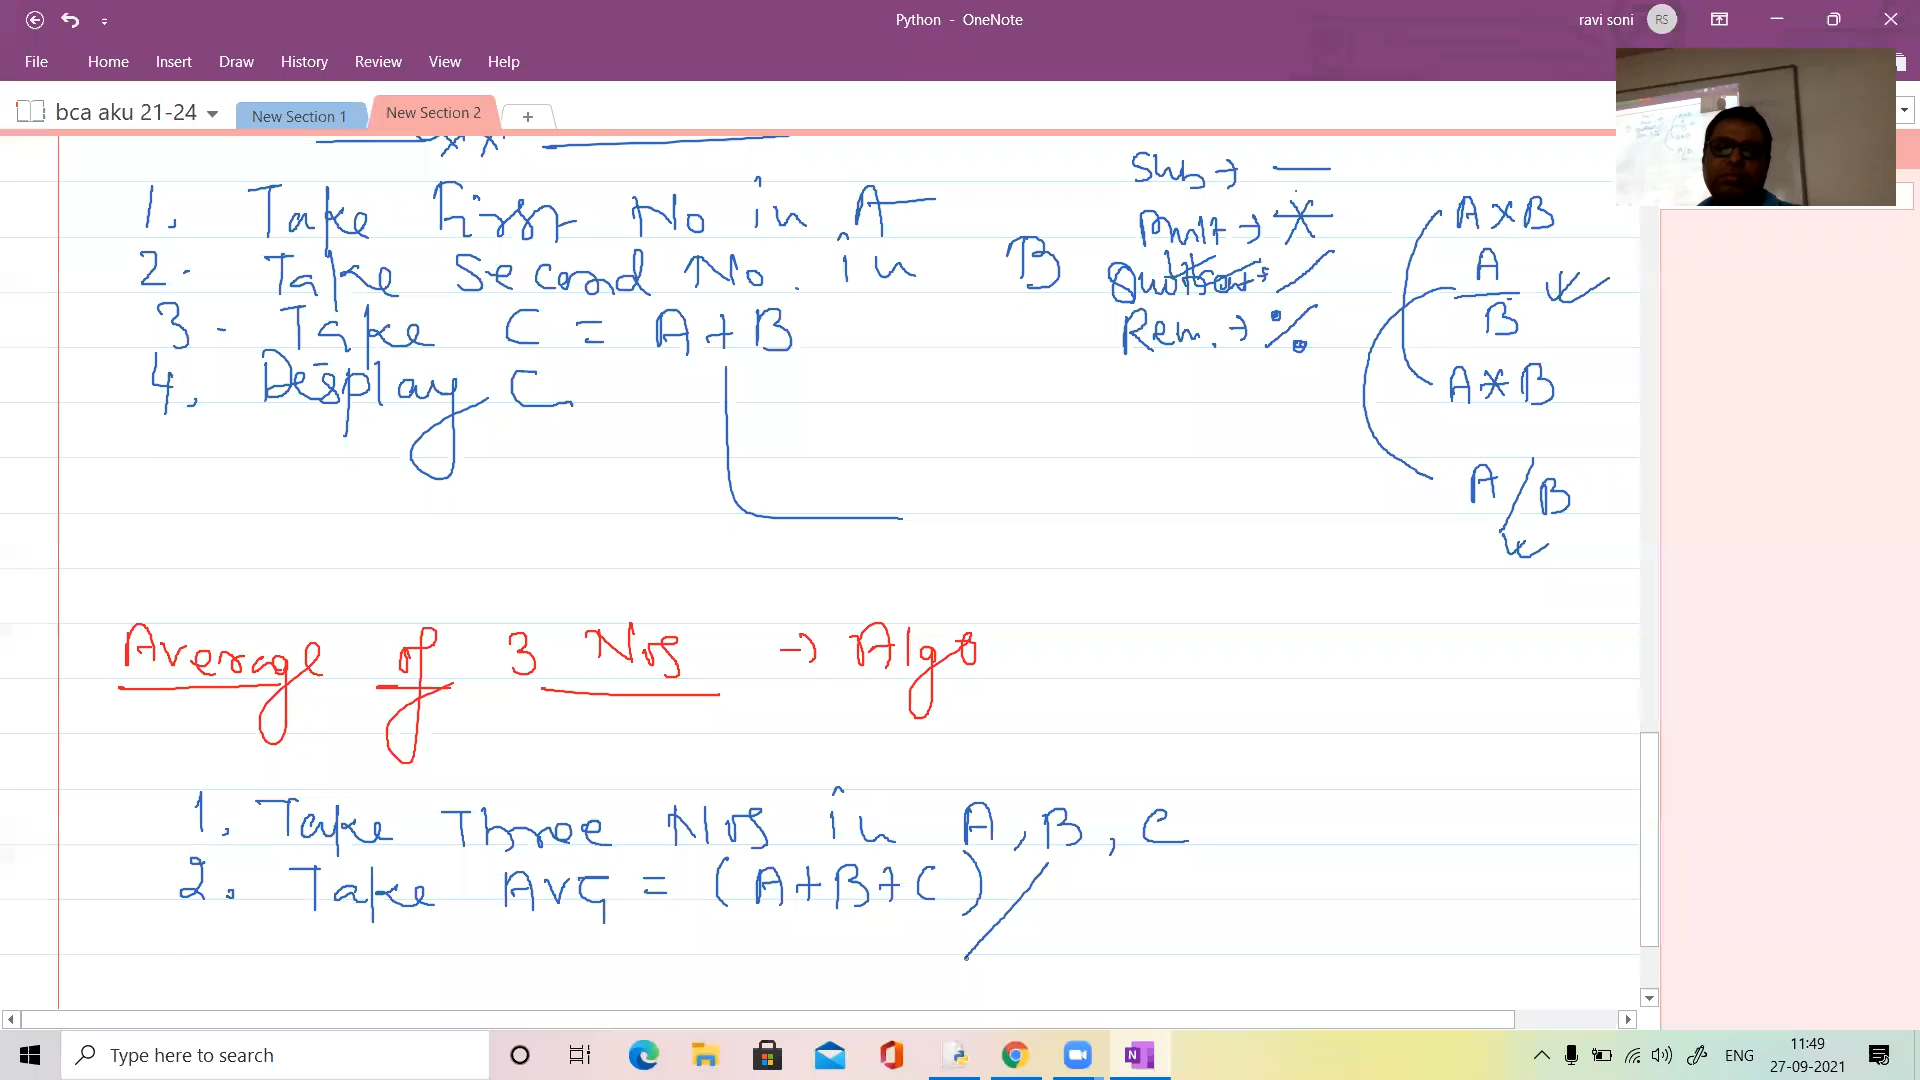 Python - OneNote
ravi soni RS
File Home Insert Draw History Review View Help
bca aku 21-24 New Section 1 New Section 2 +
1. Take First No in A
2. Take Second No. in B
3. Take C = A+B
4. Display C
Sub → —
Mult → *
Rem. → %
A×B
A
B
A*B
A/B
Average of 3 Nos → Algo
1. Take Three Nos in A, B, C
2. Take AVG = (A+B+C)/
Type here to search
ENG
11:49
27-09-2021